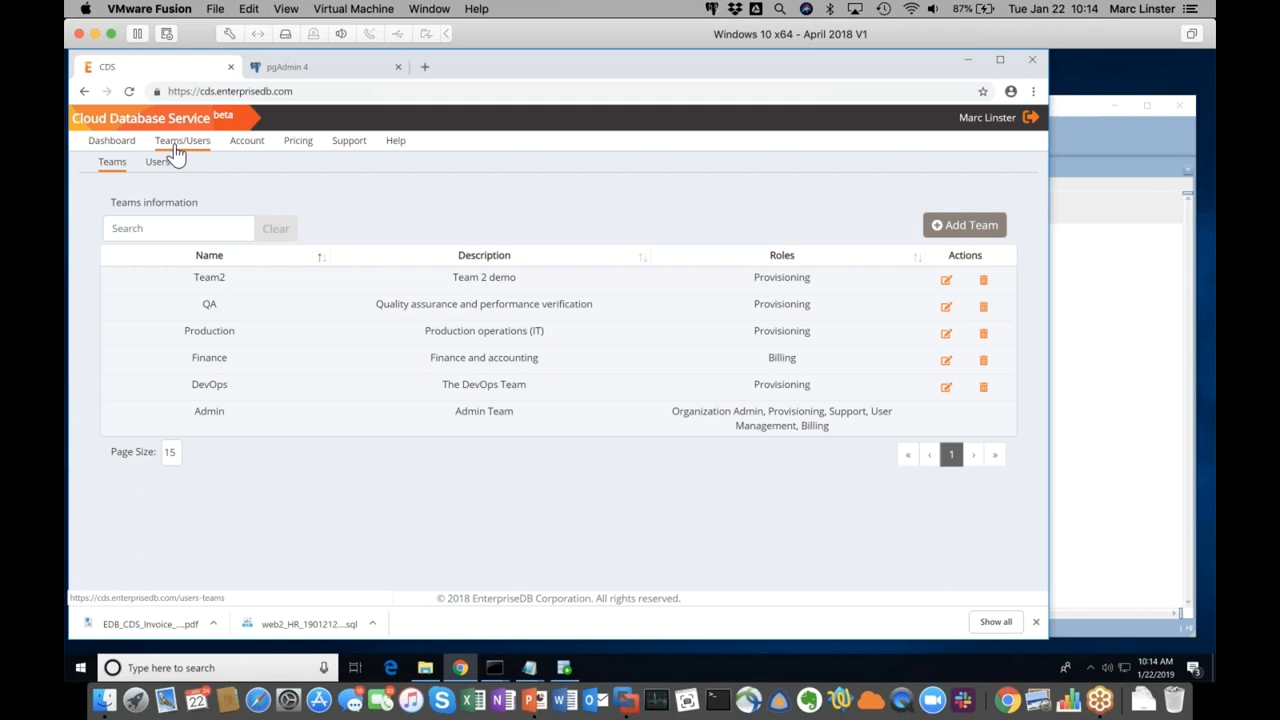 VMware Fusion File Edit View Virtual Machine Window Help 87% Tue Jan 22 10:14 Marc Linster
Windows 10 x64 - April 2018 V1
CDS pgAdmin 4
https://cds.enterprisedb.com
Cloud Database Service beta Marc Linster
Dashboard Teams/Users Account Pricing Support Help
Teams Users
Teams information
Search Clear Add Team
Name Description Roles Actions
Team2 Team 2 demo Provisioning
QA Quality assurance and performance verification Provisioning
Production Production operations (IT) Provisioning
Finance Finance and accounting Billing
DevOps The DevOps Team Provisioning
Admin Admin Team Organization Admin, Provisioning, Support, User
Management, Billing
Page Size: 15 « ‹ 1 › »
https://cds.enterprisedb.com/users-teams © 2018 EnterpriseDB Corporation. All rights reserved.
EDB_CDS_Invoice_....pdf web2_HR_1901212....sql Show all
Type here to search 10:14 AM
1/22/2019 3